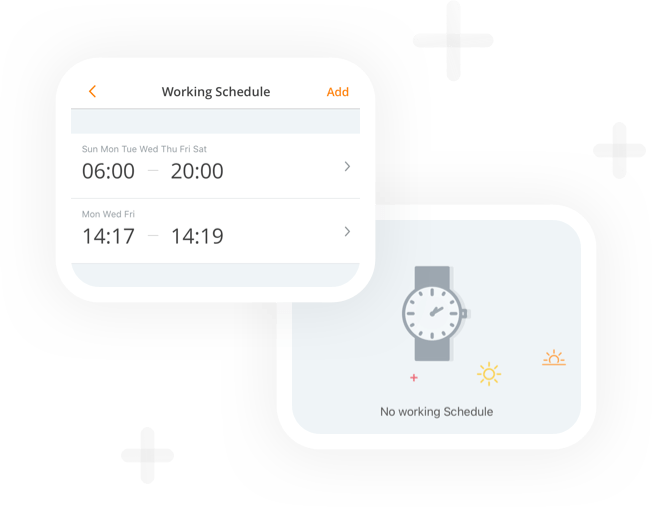 Working Schedule
Add
Sun Mon Tue Wed Thu Fri Sat
06:00 — 20:00
Mon Wed Fri
14:17 — 14:19
No working Schedule